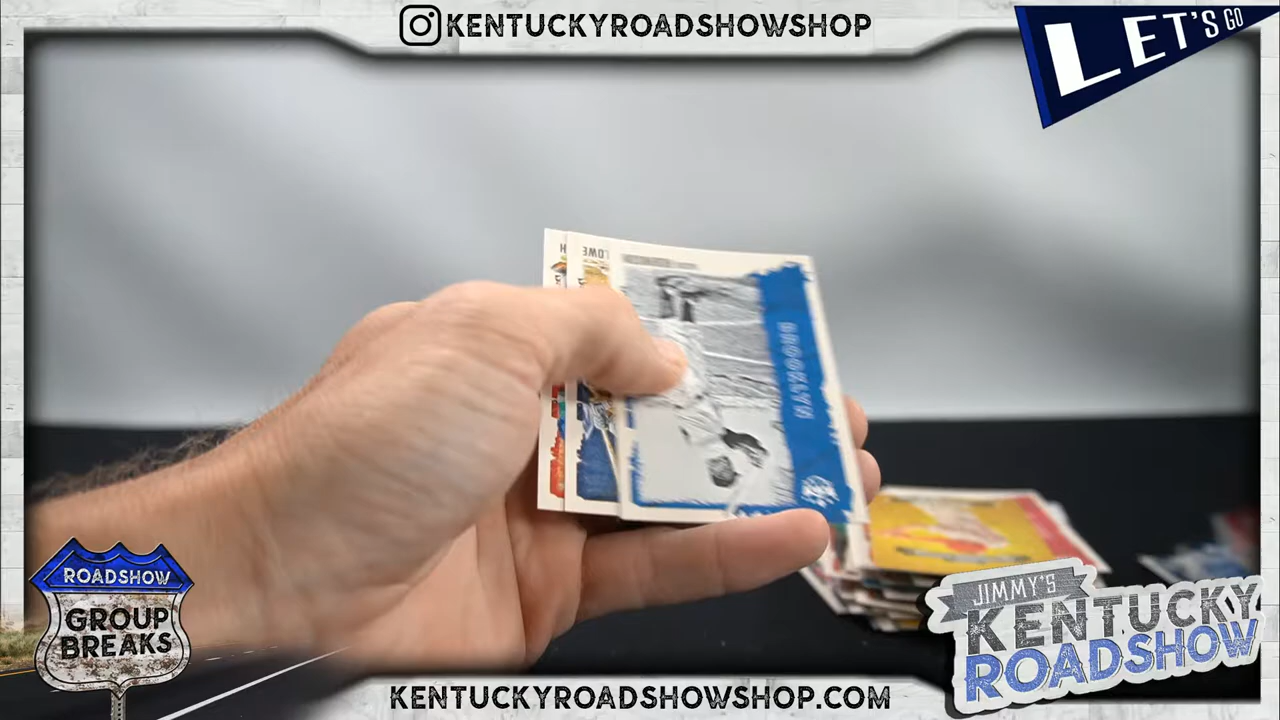 KENTUCKYROADSHOWSHOP
LET'S GO
LOWE
BROOKLYN
ROADSHOW
GROUP
BREAKS
JIMMY'S
KENTUCKY
ROADSHOW
KENTUCKYROADSHOWSHOP.COM